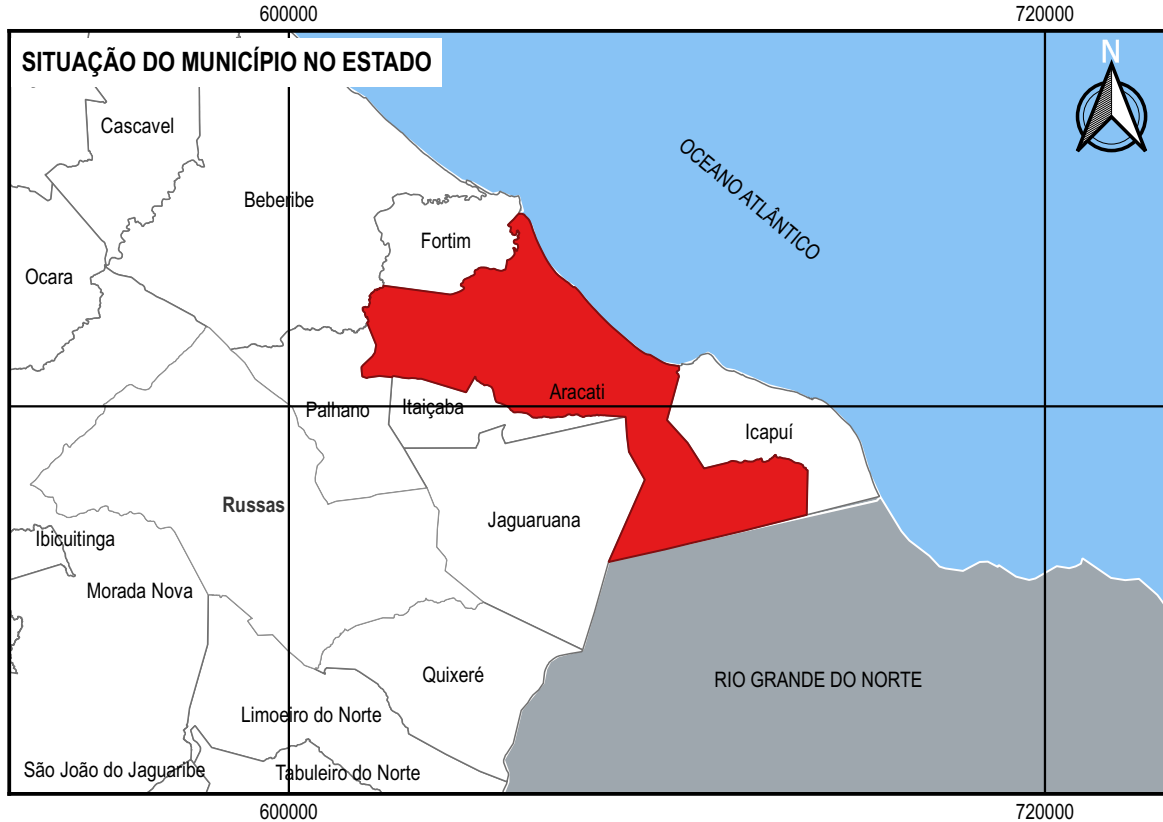 600000
720000
SITUAÇÃO DO MUNICÍPIO NO ESTADO
N
Cascavel
OCEANO ATLÂNTICO
Beberibe
Fortim
Ocara
Aracati
Itaiçaba
Palhano
Icapuí
Russas
Jaguaruana
Ibicuitinga
Morada Nova
Quixeré
RIO GRANDE DO NORTE
Limoeiro do Norte
São João do Jaguaribe
Tabuleiro do Norte
600000
720000